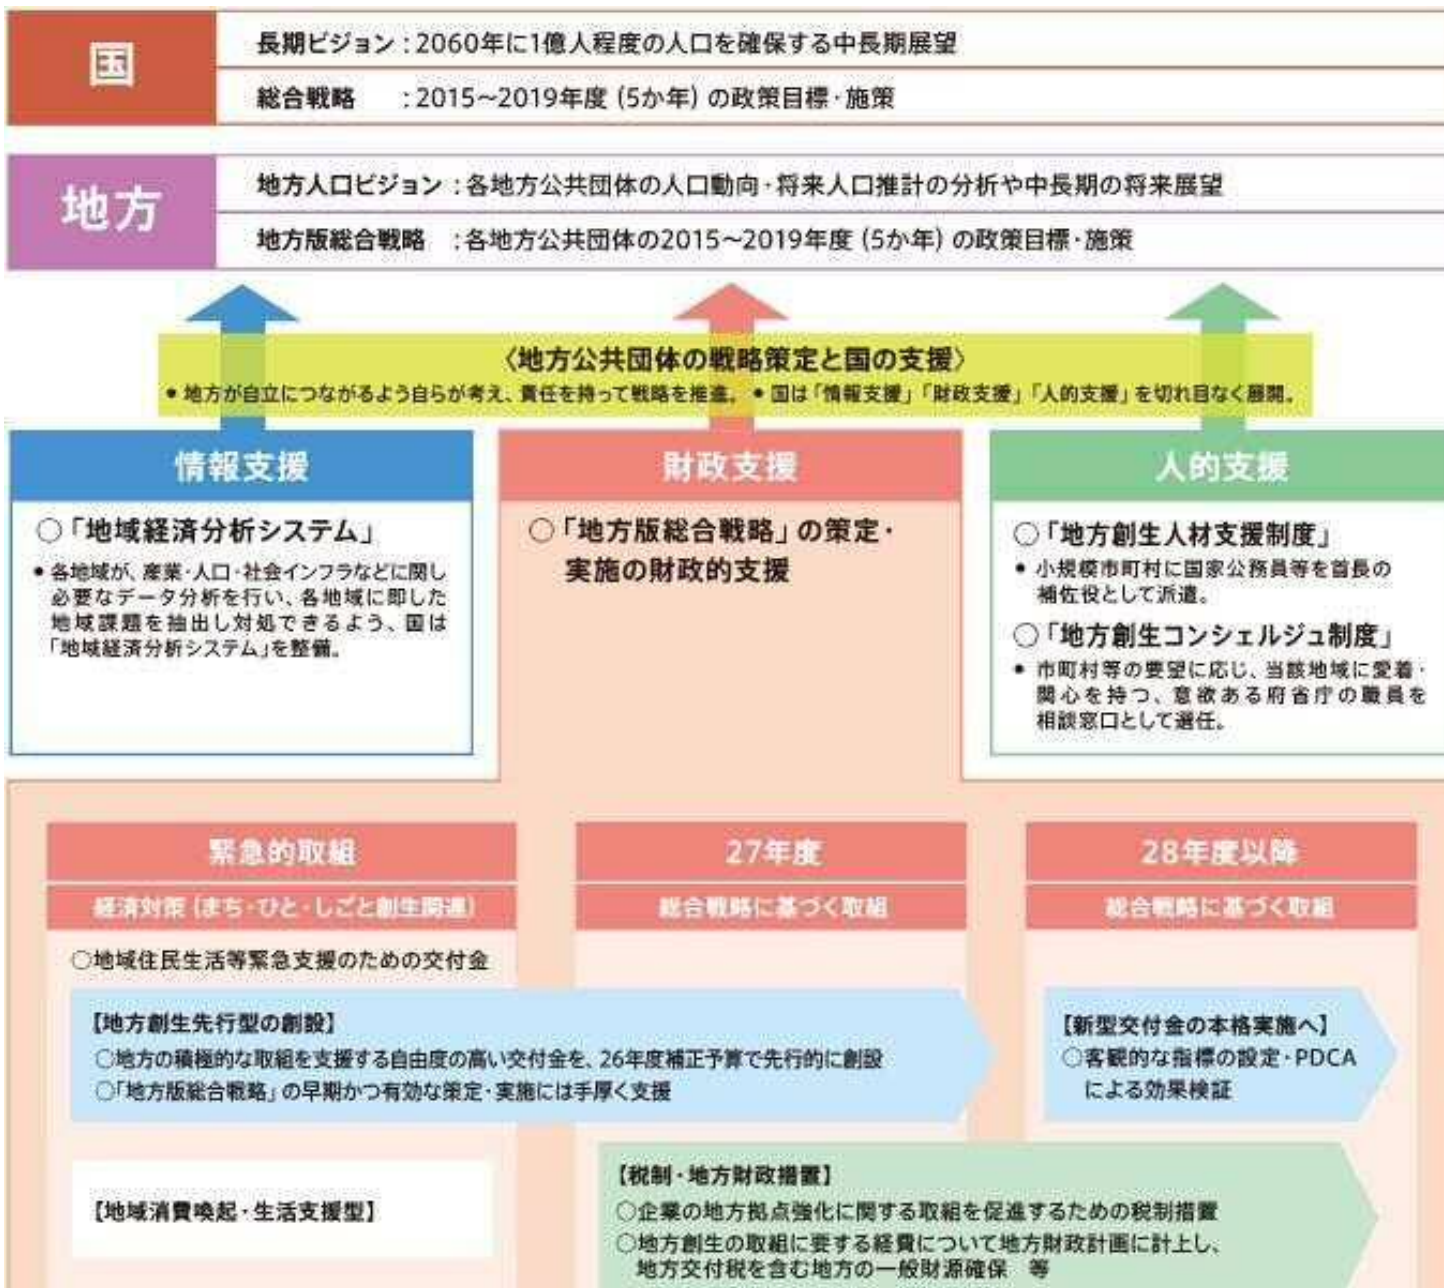 国
長期ビジョン：2060年に1億人程度の人口を確保する中長期展望
総合戦略　：2015～2019年度（5か年）の政策目標・施策
地方
地方人口ビジョン：各地方公共団体の人口動向・将来人口推計の分析や中長期の将来展望
地方版総合戦略　：各地方公共団体の2015～2019年度（5か年）の政策目標・施策
〈地方公共団体の戦略策定と国の支援〉
● 地方が自立につながるよう自らが考え、責任を持って戦略を推進。 ● 国は「情報支援」「財政支援」「人的支援」を切れ目なく展開。
情報支援
○「地域経済分析システム」
● 各地域が、産業・人口・社会インフラなどに関し
必要なデータ分析を行い、各地域に即した
地域課題を抽出し対処できるよう、国は
「地域経済分析システム」を整備。
財政支援
○「地方版総合戦略」の策定・
実施の財政的支援
人的支援
○「地方創生人材支援制度」
● 小規模市町村に国家公務員等を首長の
補佐役として派遣。
○「地方創生コンシェルジュ制度」
● 市町村等の要望に応じ、当該地域に愛着・
関心を持つ、意欲ある府省庁の職員を
相談窓口として選任。
緊急的取組
経済対策（まち・ひと・しごと創生関連）
○地域住民生活等緊急支援のための交付金
27年度
総合戦略に基づく取組
28年度以降
総合戦略に基づく取組
【地方創生先行型の創設】
○地方の積極的な取組を支援する自由度の高い交付金を、26年度補正予算で先行的に創設
○「地方版総合戦略」の早期かつ有効な策定・実施には手厚く支援
【新型交付金の本格実施へ】
○客観的な指標の設定・PDCA
による効果検証
【地域消費喚起・生活支援型】
【税制・地方財政措置】
○企業の地方拠点強化に関する取組を促進するための税制措置
○地方創生の取組に要する経費について地方財政計画に計上し、
地方交付税を含む地方の一般財源確保　等